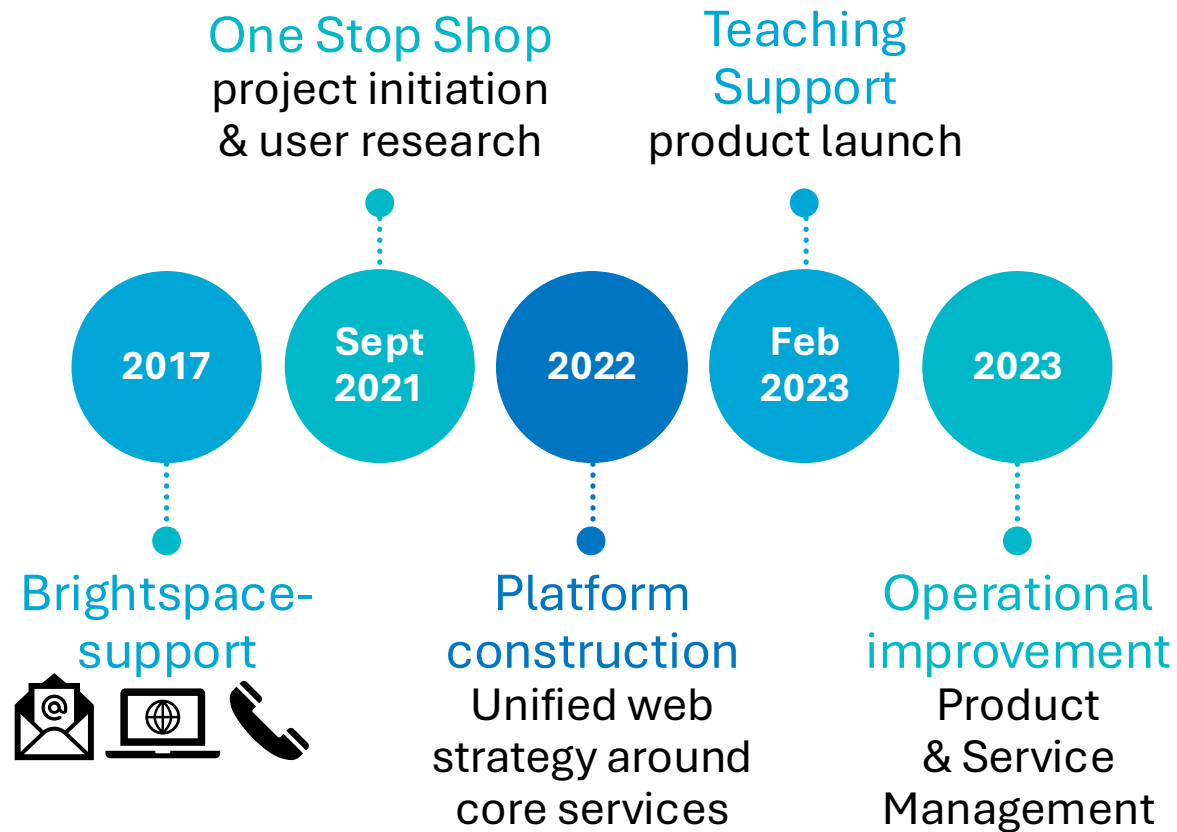 One Stop Shop
project initiation
& user research
Teaching
Support
product launch
2017
Sept
2021
2022
Feb
2023
2023
Brightspace-
support
@
Platform
construction
Unified web
strategy around
core services
Operational
improvement
Product
& Service
Management